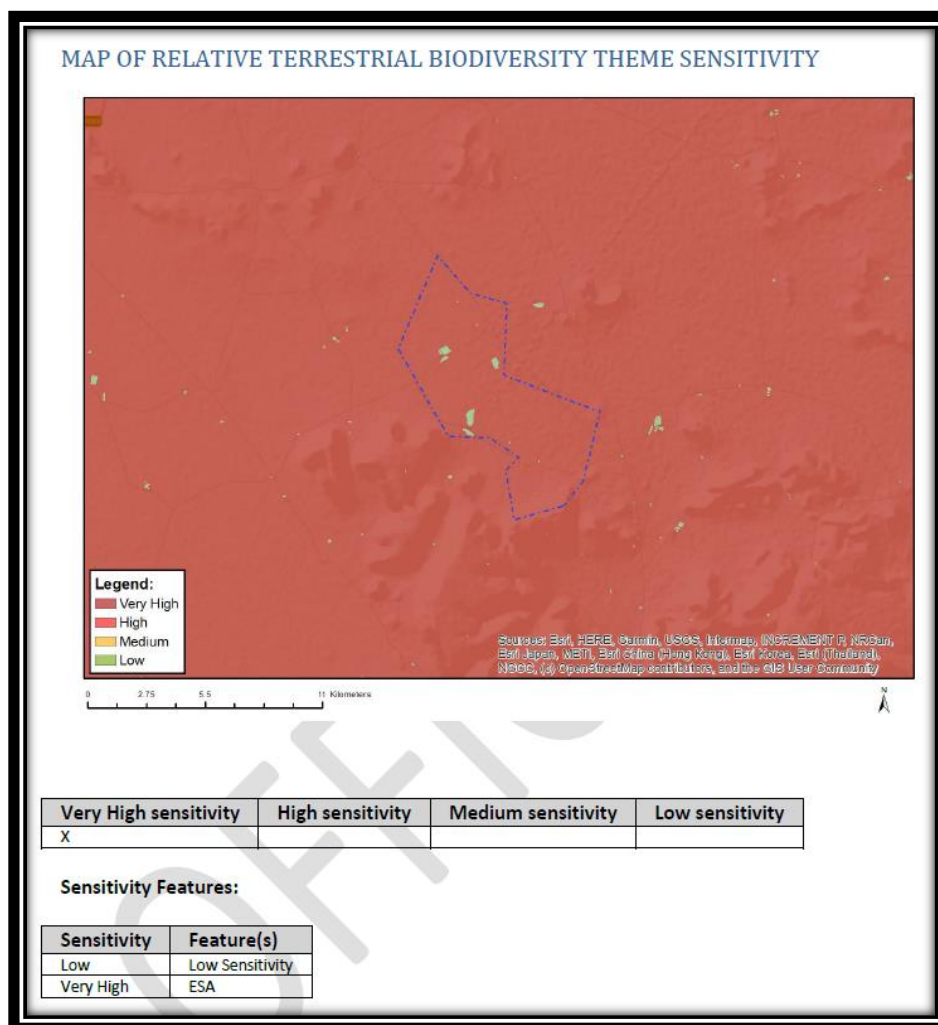 MAP OF RELATIVE TERRESTRIAL BIODIVERSITY THEME SENSITIVITY
Legend:
Very High
High
Medium
Low
Sources: Esri, HERE, Garmin, USGS, Intermap, INCREMENT P, NRCan,
Esri Japan, METI, Esri China (Hong Kong), Esri Korea, Esri (Thailand),
NGCC, (c) OpenStreetMap contributors, and the GIS User Community
0 2.75 5.5 11 Kilometers
N
Very High sensitivity High sensitivity Medium sensitivity Low sensitivity
X
Sensitivity Features:
Sensitivity Feature(s)
Low Low Sensitivity
Very High ESA
OFFIC